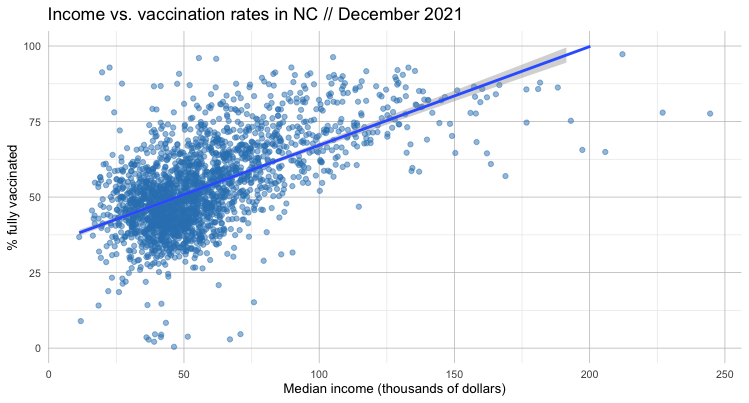 Income vs. vaccination rates in NC // December 2021
100
75
50
25
0
% fully vaccinated
0 50 100 150 200 250
Median income (thousands of dollars)